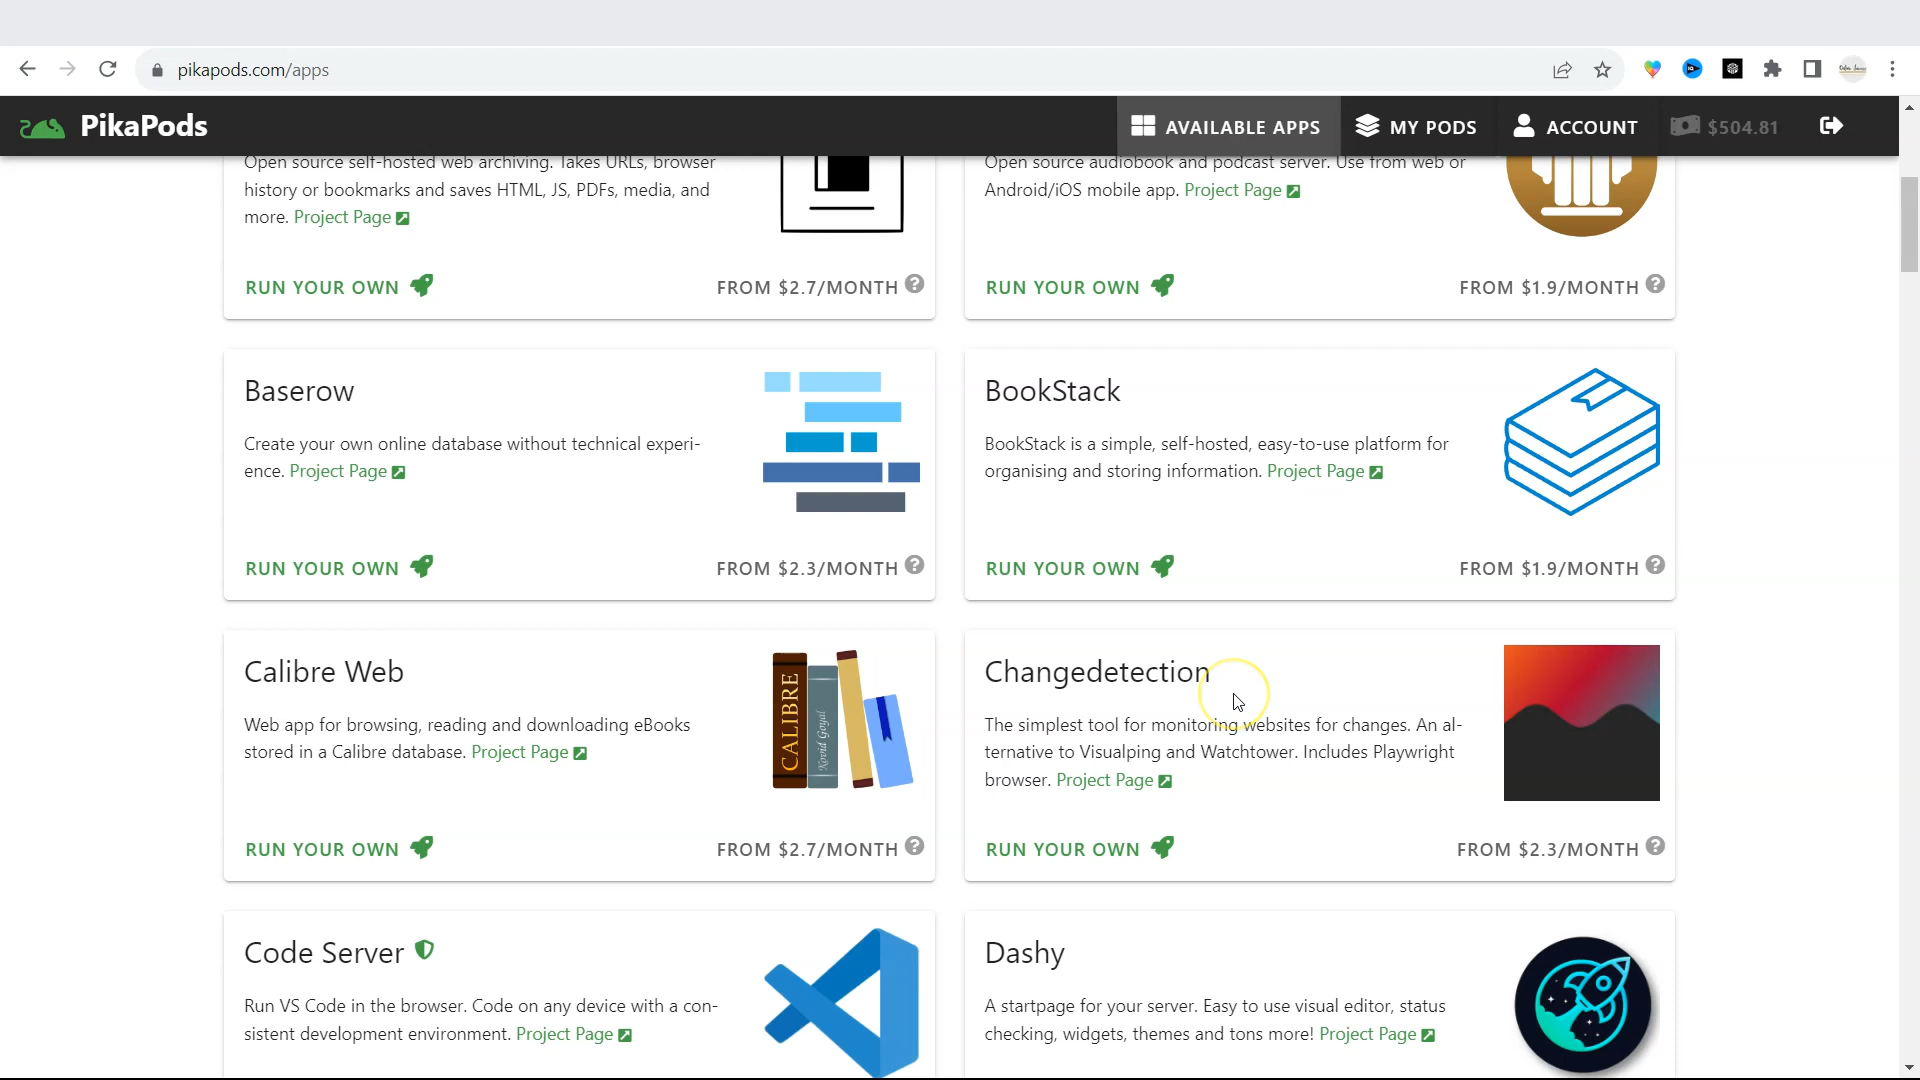 pikapods.com/apps
PikaPods
AVAILABLE APPS
MY PODS
ACCOUNT
$504.81
Open source self-hosted web archiving. Takes URLs, browser
history or bookmarks and saves HTML, JS, PDFs, media, and
more. Project Page
RUN YOUR OWN
FROM $2.7/MONTH
Open source audiobook and podcast server. Use from web or
Android/iOS mobile app. Project Page
RUN YOUR OWN
FROM $1.9/MONTH
Baserow
Create your own online database without technical experi-
ence. Project Page
RUN YOUR OWN
FROM $2.3/MONTH
BookStack
BookStack is a simple, self-hosted, easy-to-use platform for
organising and storing information. Project Page
RUN YOUR OWN
FROM $1.9/MONTH
Calibre Web
Web app for browsing, reading and downloading eBooks
stored in a Calibre database. Project Page
CALIBRE
Kovid Goyal
RUN YOUR OWN
FROM $2.7/MONTH
Changedetection
The simplest tool for monitoring websites for changes. An al-
ternative to Visualping and Watchtower. Includes Playwright
browser. Project Page
RUN YOUR OWN
FROM $2.3/MONTH
Code Server
Run VS Code in the browser. Code on any device with a con-
sistent development environment. Project Page
Dashy
A startpage for your server. Easy to use visual editor, status
checking, widgets, themes and tons more! Project Page